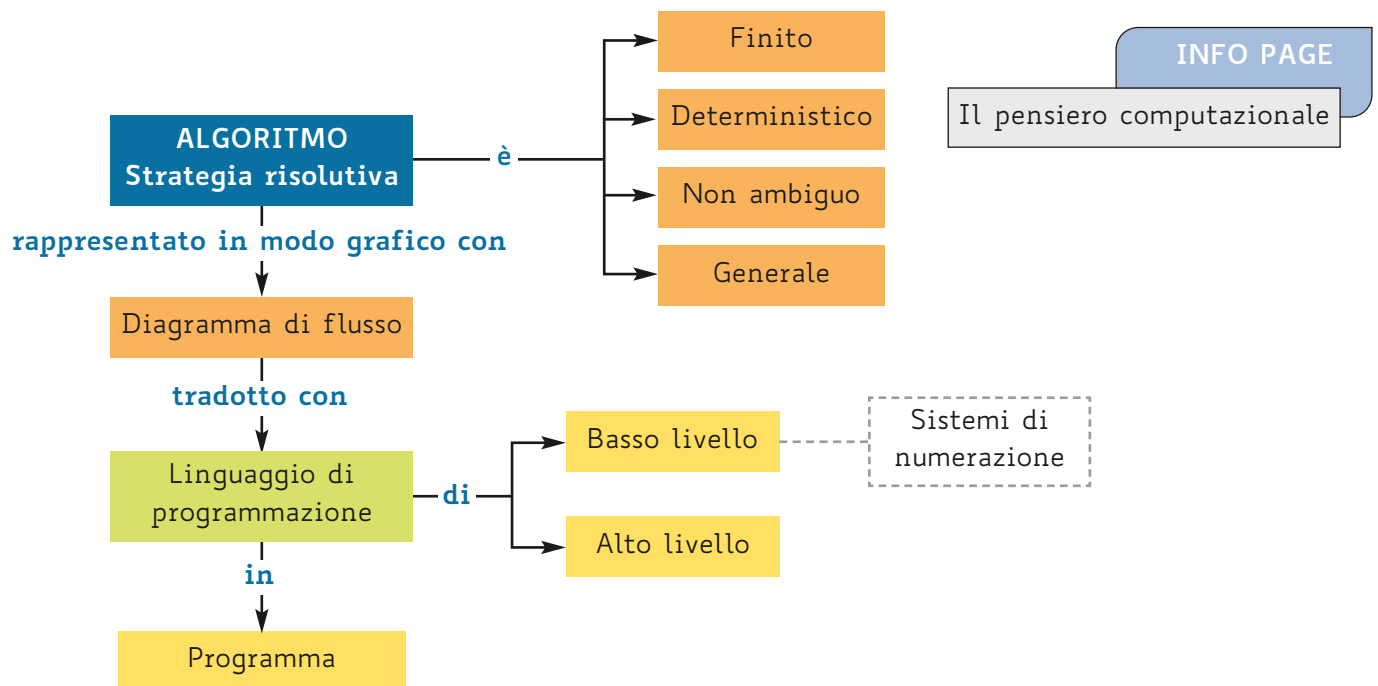 Finito
INFO PAGE
Deterministico
Il pensiero computazionale
ALGORITMO
Strategia risolutiva
è
Non ambiguo
rappresentato in modo grafico con
Generale
Diagramma di flusso
tradotto con
Basso livello
Sistemi di
numerazione
Linguaggio di
programmazione
di
Alto livello
in
Programma